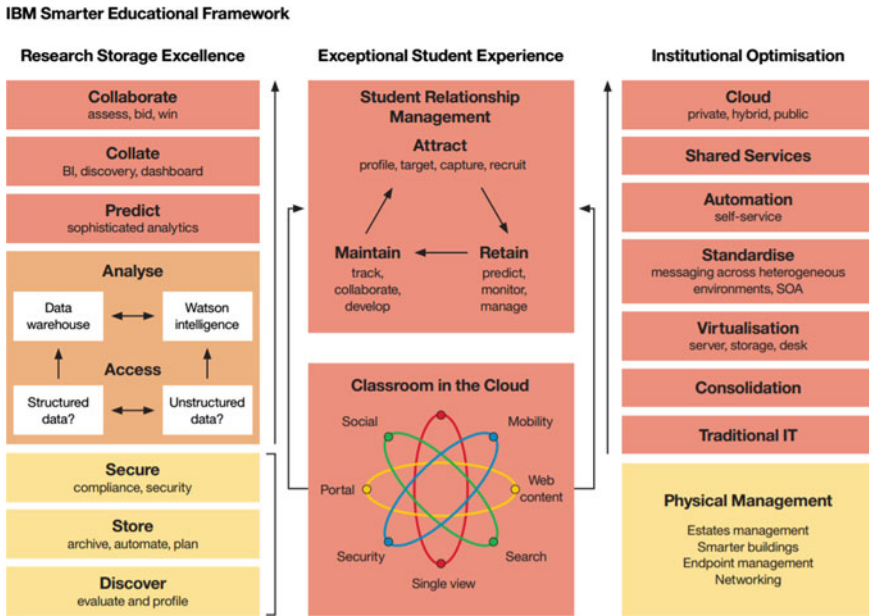 IBM Smarter Educational Framework
Research Storage Excellence
Collaborate
assess, bid, win
Collate
BI, discovery, dashboard
Predict
sophisticated analytics
Analyse
Data
warehouse
Watson
intelligence
Access
Structured
data?
Unstructured
data?
Secure
compliance, security
Store
archive, automate, plan
Discover
evaluate and profile
Exceptional Student Experience
Student Relationship
Management
Attract
profile, target, capture, recruit
Maintain
track,
collaborate,
develop
Retain
predict,
monitor,
manage
Classroom in the Cloud
Social
Mobility
Portal
Web
content
Security
Search
Single view
Institutional Optimisation
Cloud
private, hybrid, public
Shared Services
Automation
self-service
Standardise
messaging across heterogeneous
environments, SOA
Virtualisation
server, storage, desk
Consolidation
Traditional IT
Physical Management
Estates management
Smarter buildings
Endpoint management
Networking